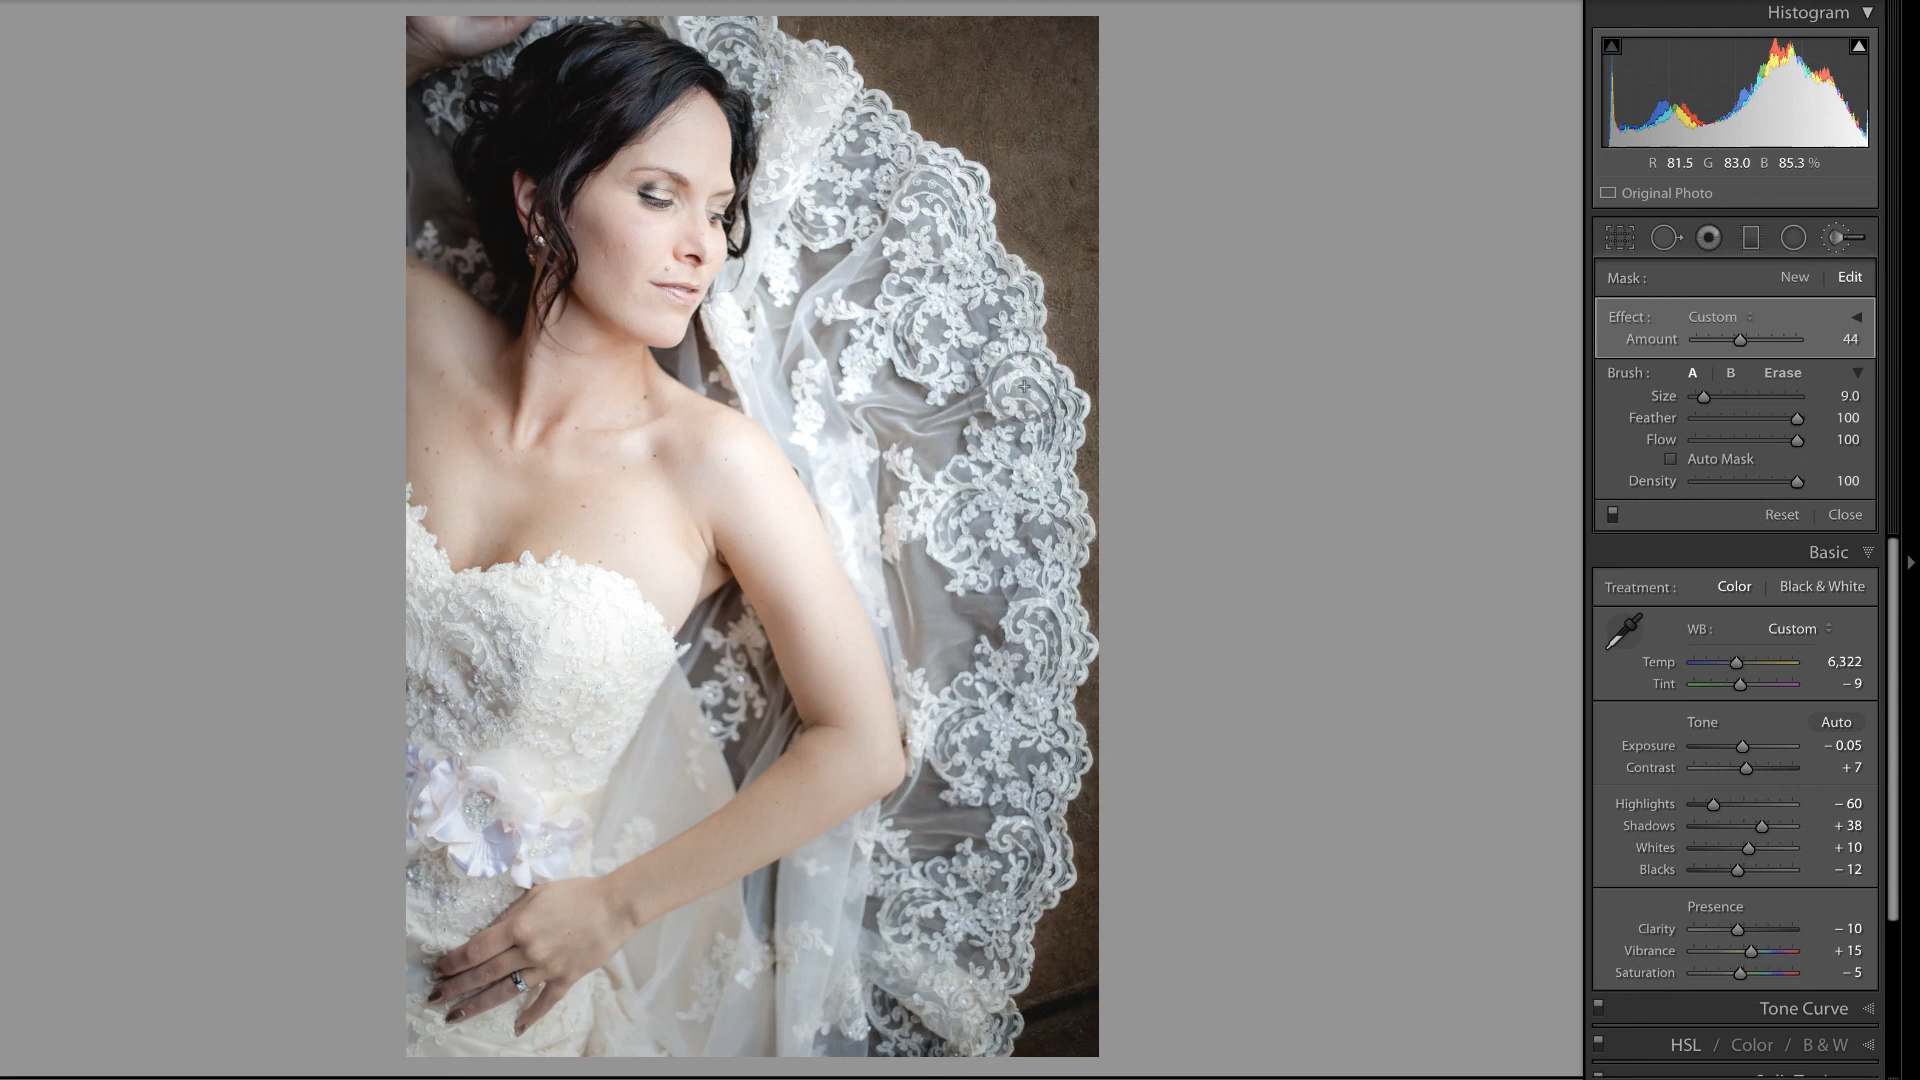 Histogram
R 81.5 G 83.0 B 85.3 %
Original Photo
Mask : New | Edit
Effect : Custom
Amount 44
Brush : A | B Erase
Size 9.0
Feather 100
Flow 100
Auto Mask
Density 100
Reset | Close
Basic
Treatment : Color | Black & White
WB : Custom
Temp 6,322
Tint – 9
Tone Auto
Exposure – 0.05
Contrast + 7
Highlights – 60
Shadows + 38
Whites + 10
Blacks – 12
Presence
Clarity – 10
Vibrance + 15
Saturation – 5
Tone Curve
HSL / Color / B & W